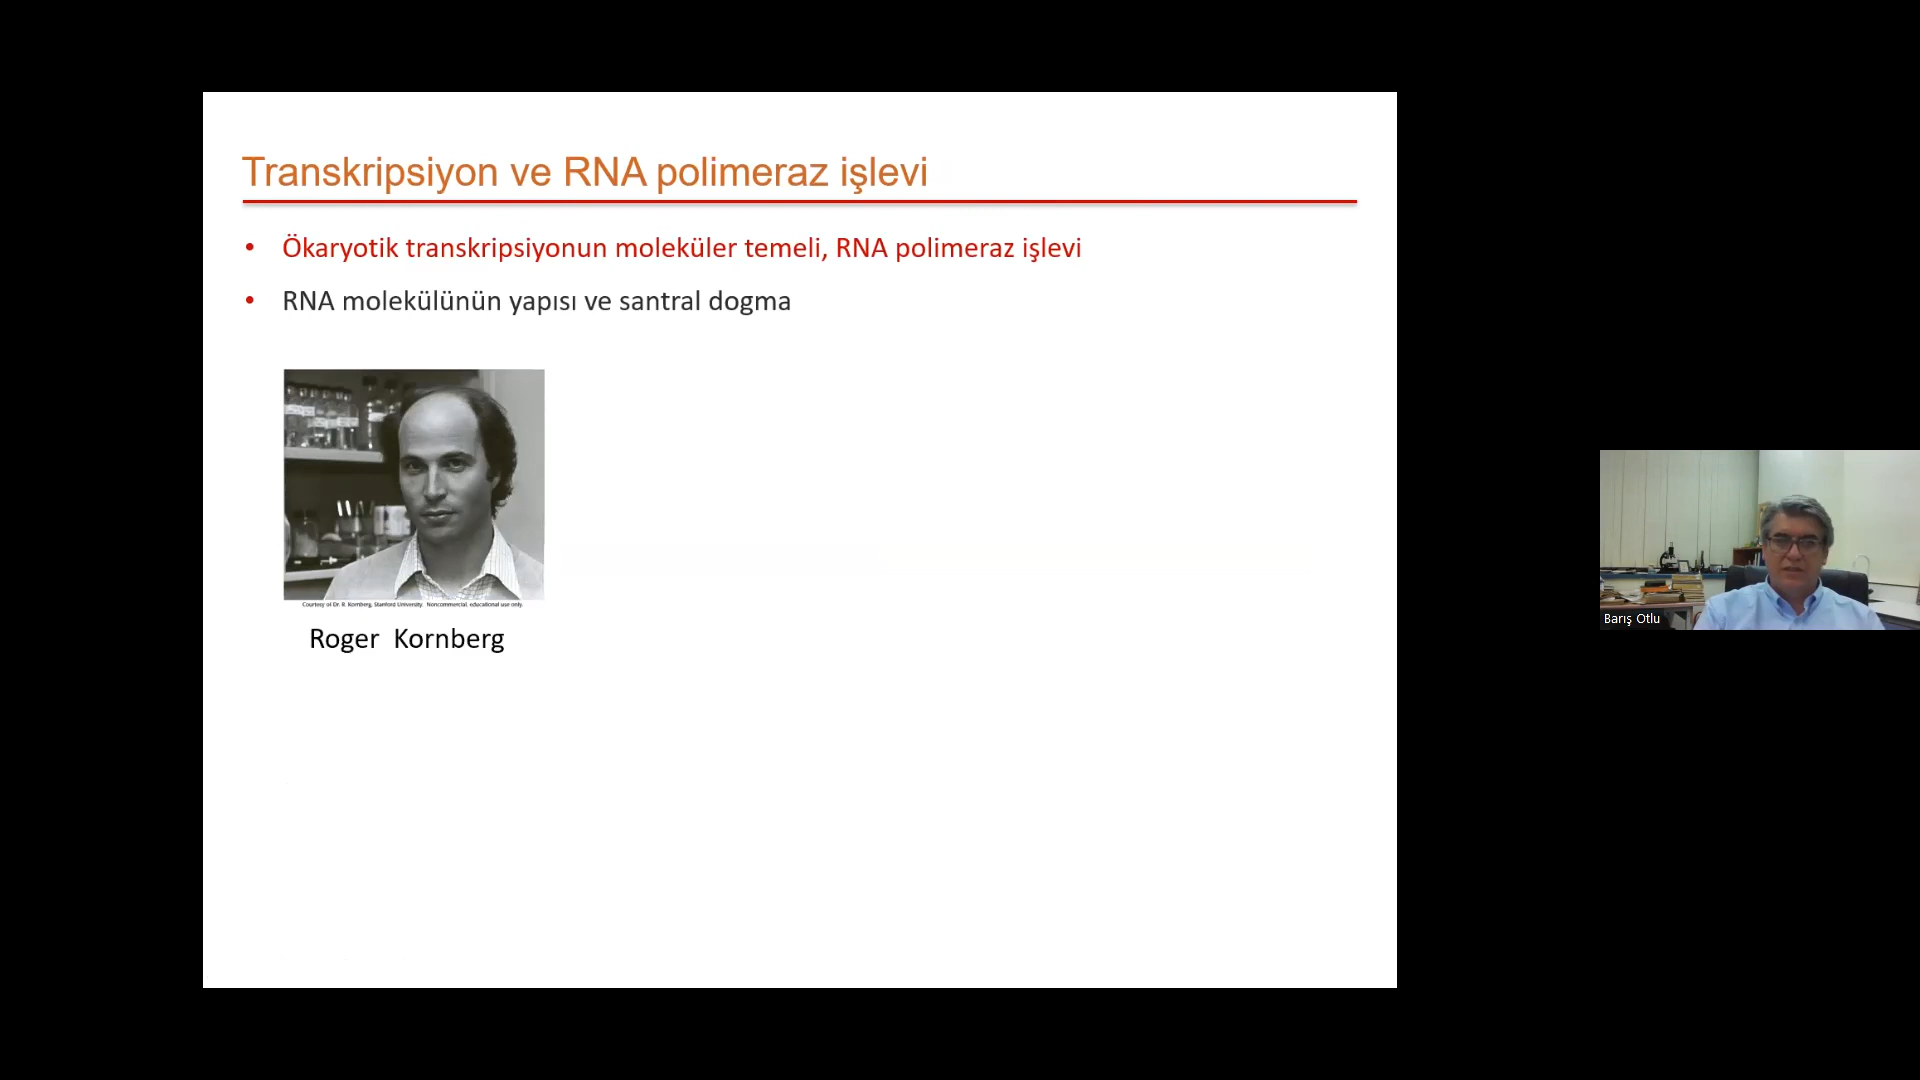 Transkripsiyon ve RNA polimeraz işlevi
• Ökaryotik transkripsiyonun moleküler temeli, RNA polimeraz işlevi
• RNA molekülünün yapısı ve santral dogma
Courtesy of Dr. R. Kornberg, Stanford University. Noncommercial, educational use only.
Roger Kornberg
Barış Otlu